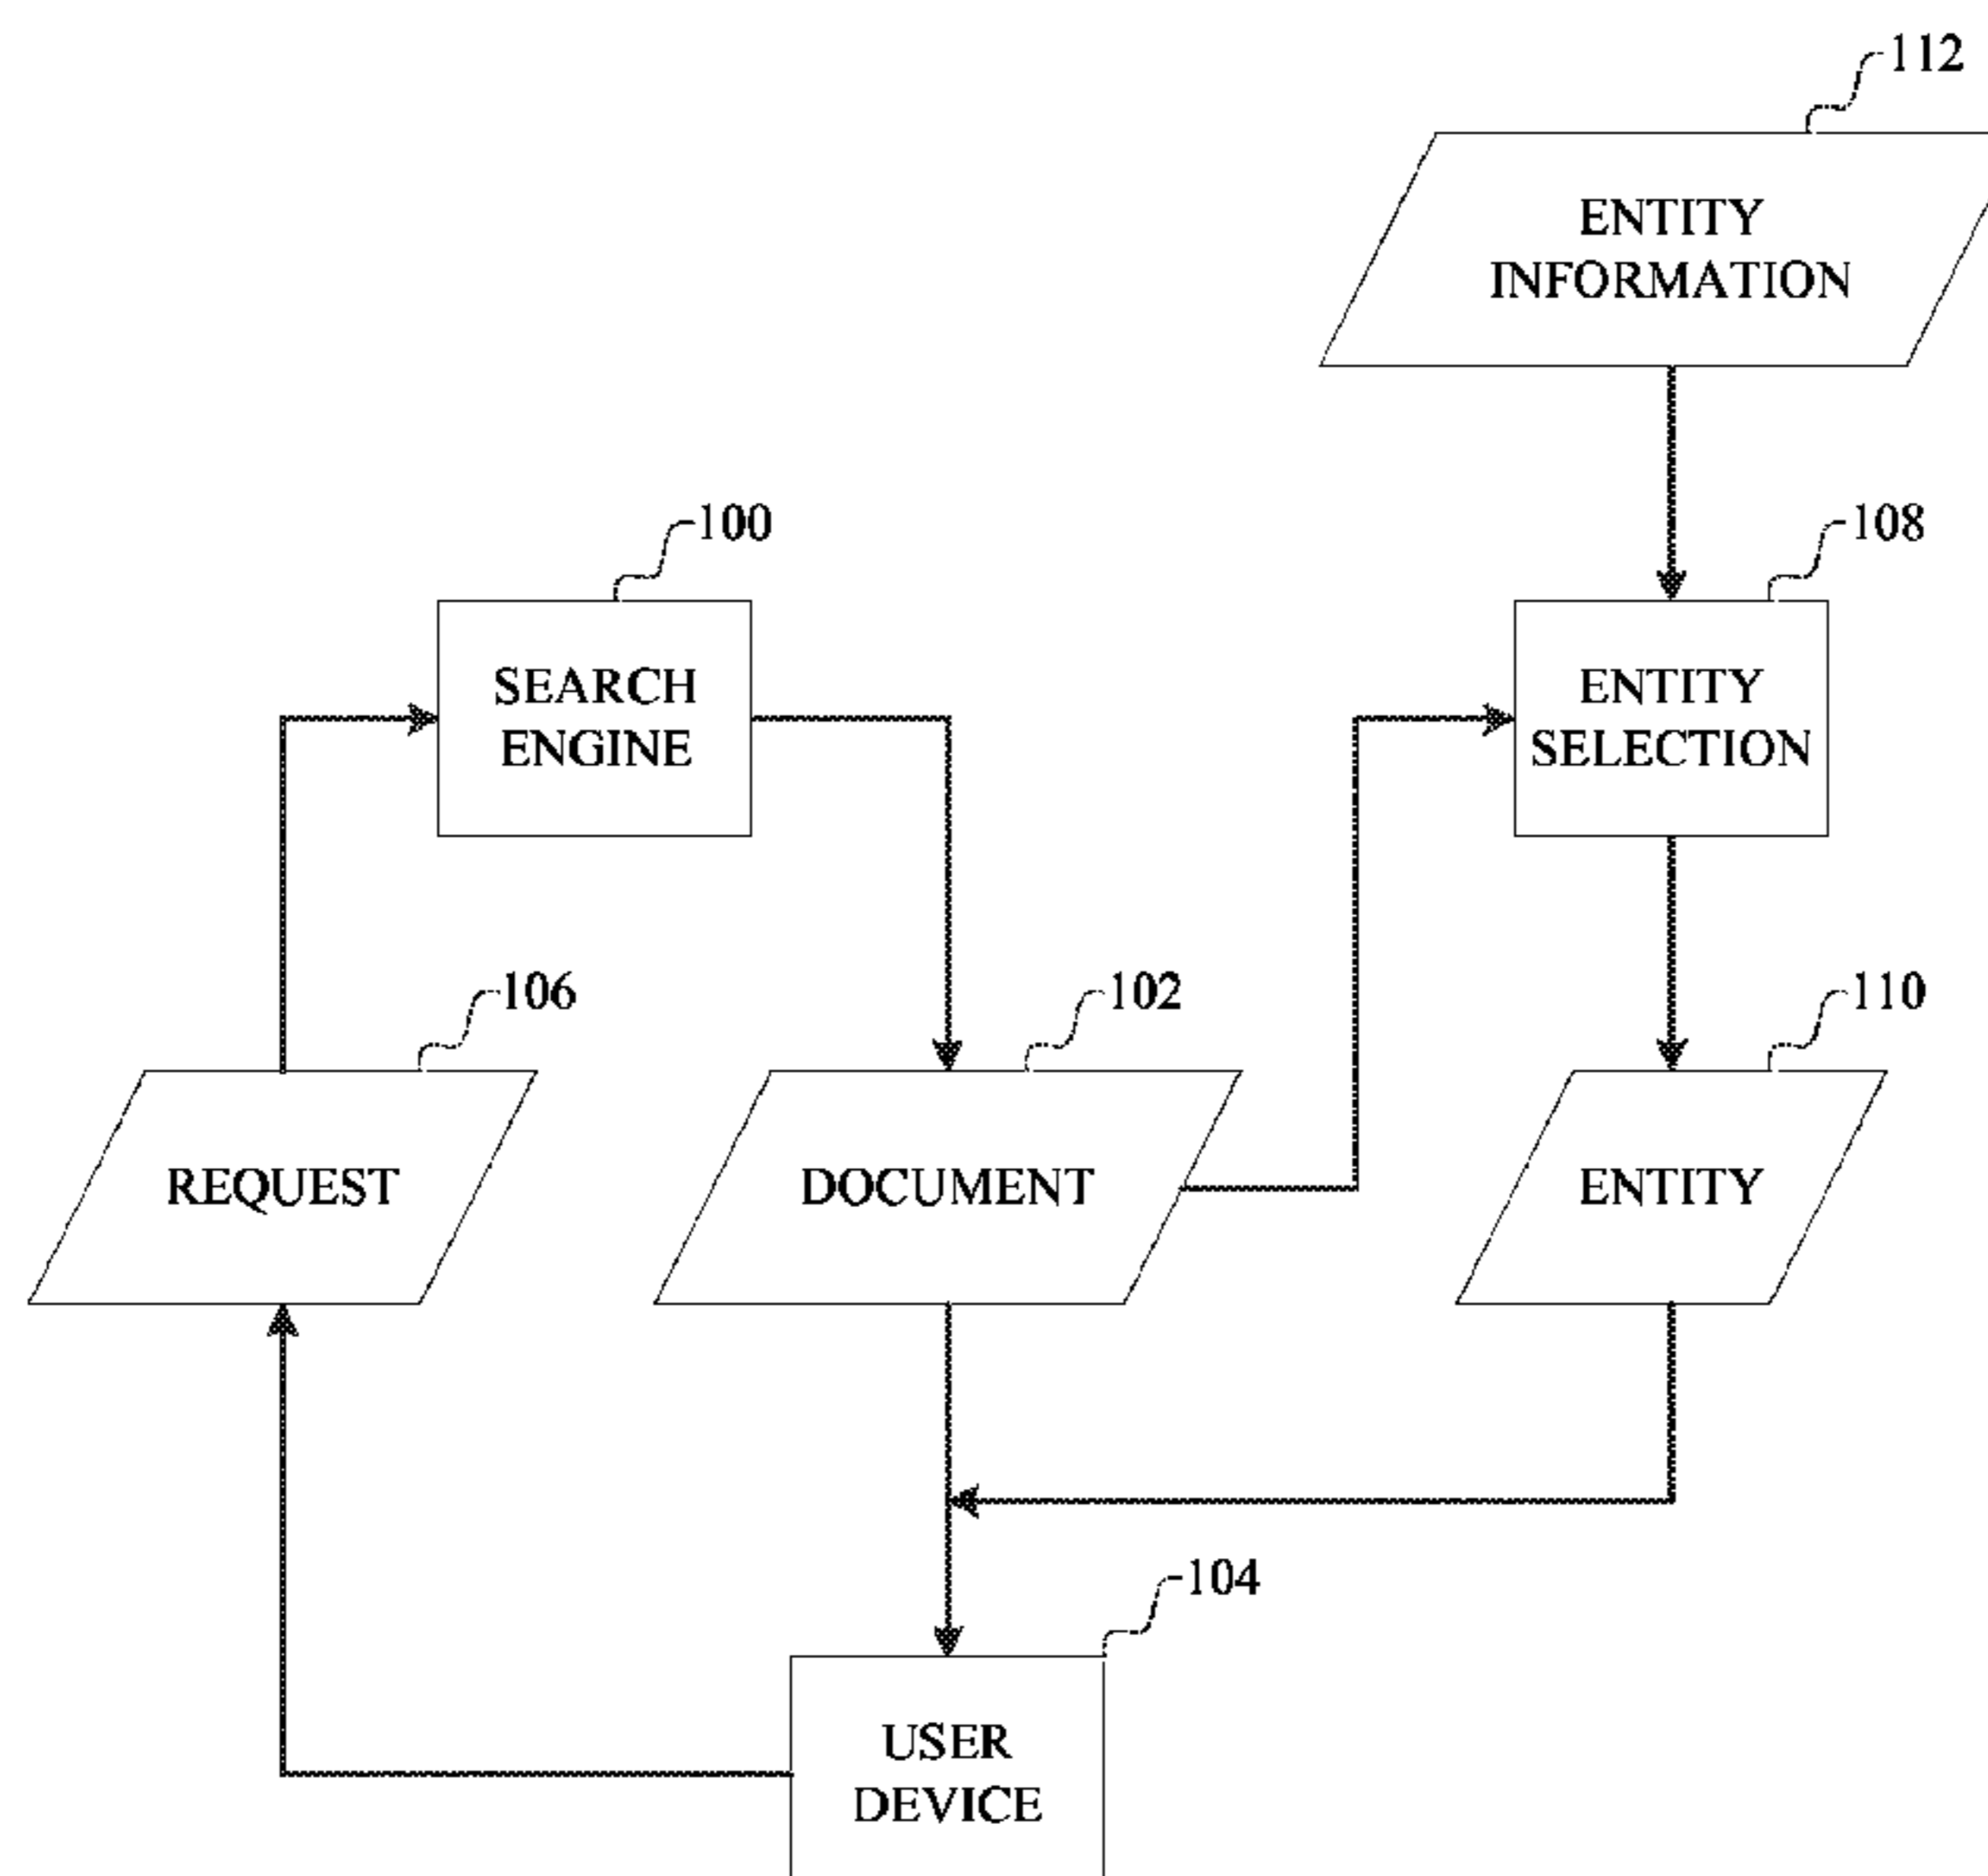 112
ENTITY
INFORMATION
100
108
SEARCH
ENGINE
ENTITY
SELECTION
106
102
110
REQUEST
DOCUMENT
ENTITY
104
USER
DEVICE